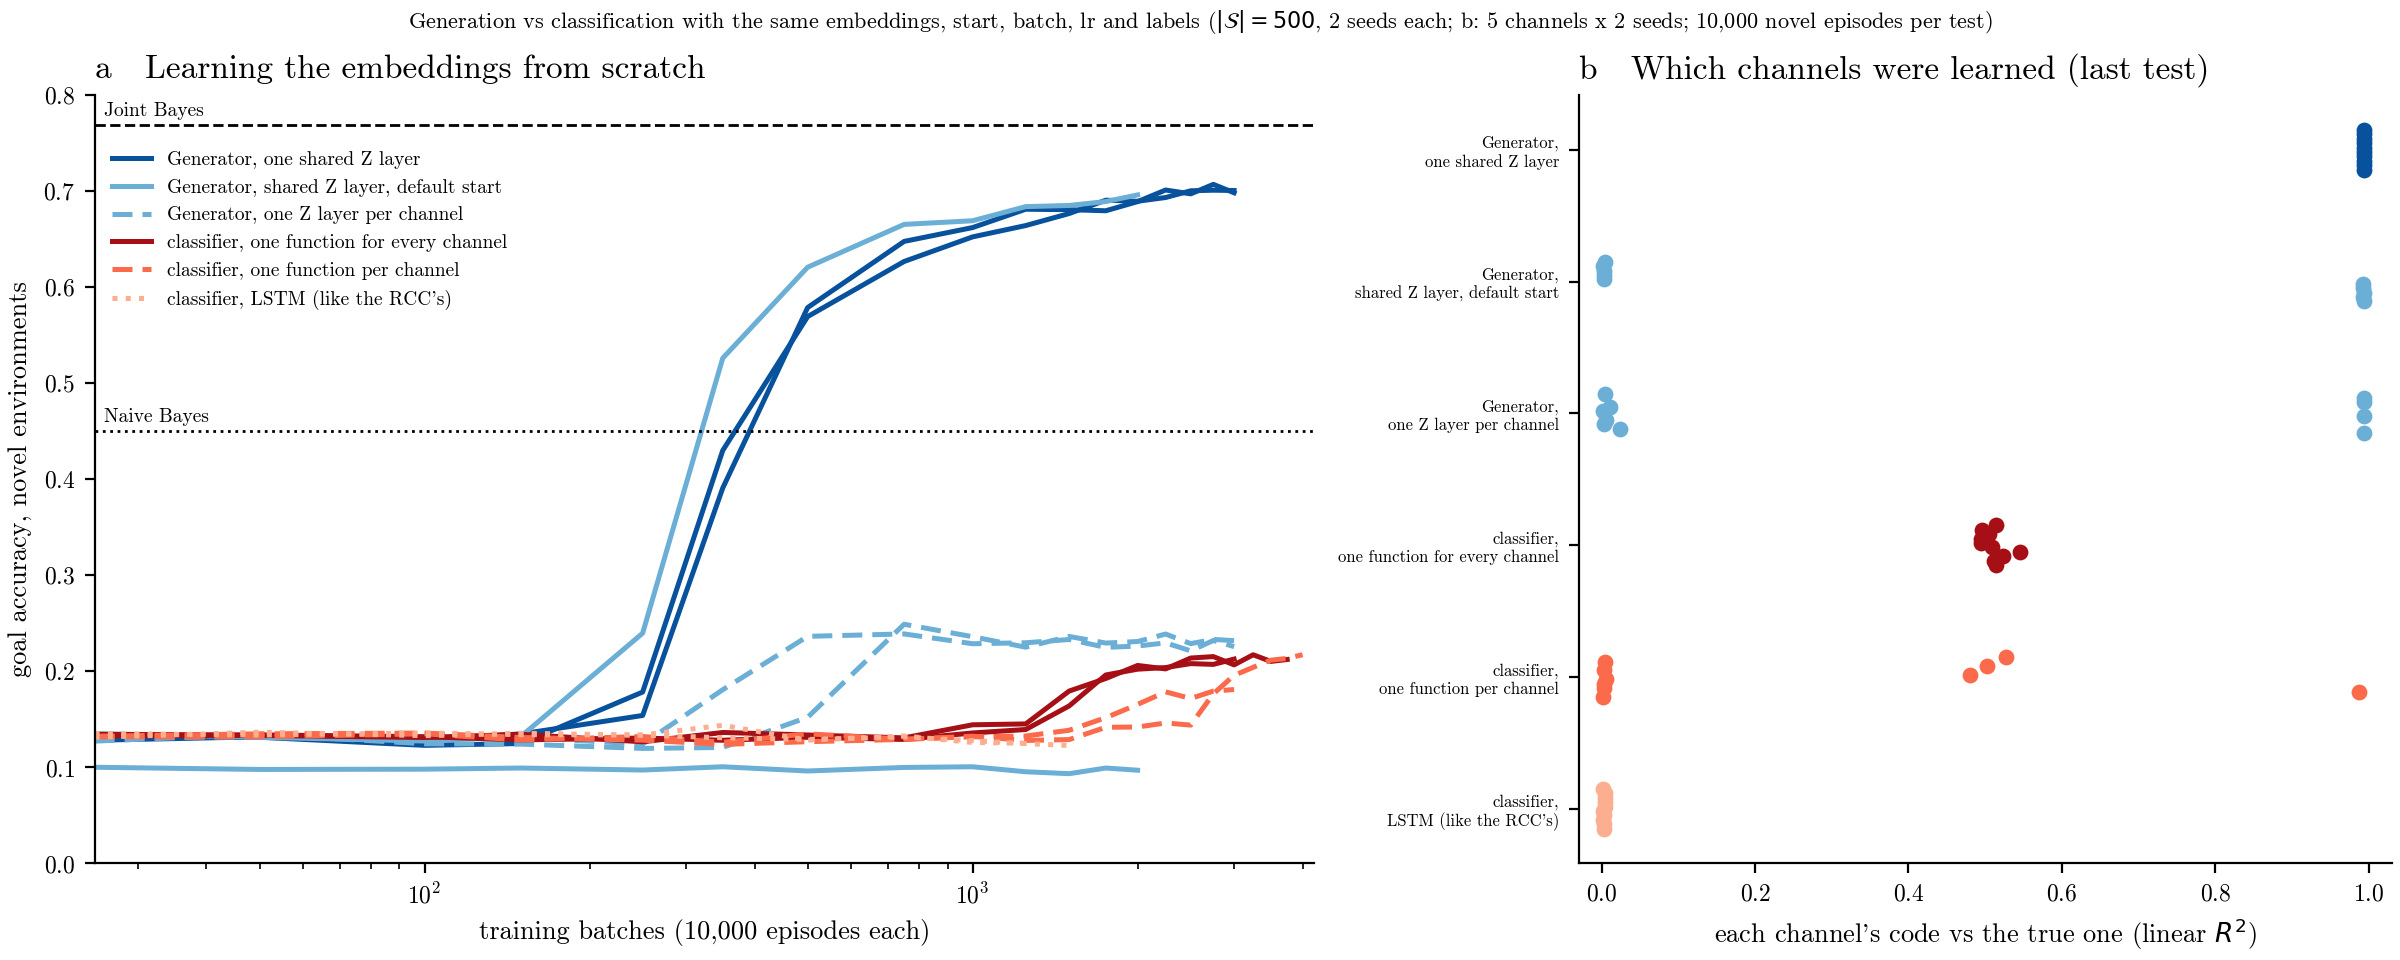 Generation vs classification with the same embeddings, start, batch, lr and labels (|S| = 500, 2 seeds each; b: 5 channels x 2 seeds; 10,000 novel episodes per test)
a Learning the embeddings from scratch
Joint Bayes
Generator, one shared Z layer
Generator, shared Z layer, default start
Generator, one Z layer per channel
classifier, one function for every channel
classifier, one function per channel
classifier, LSTM (like the RCC's)
Naive Bayes
goal accuracy, novel environments
0.8
0.7
0.6
0.5
0.4
0.3
0.2
0.1
0.0
10²
10³
training batches (10,000 episodes each)
b Which channels were learned (last test)
Generator,
one shared Z layer
Generator,
shared Z layer, default start
Generator,
one Z layer per channel
classifier,
one function for every channel
classifier,
one function per channel
classifier,
LSTM (like the RCC's)
0.0
0.2
0.4
0.6
0.8
1.0
each channel's code vs the true one (linear R²)